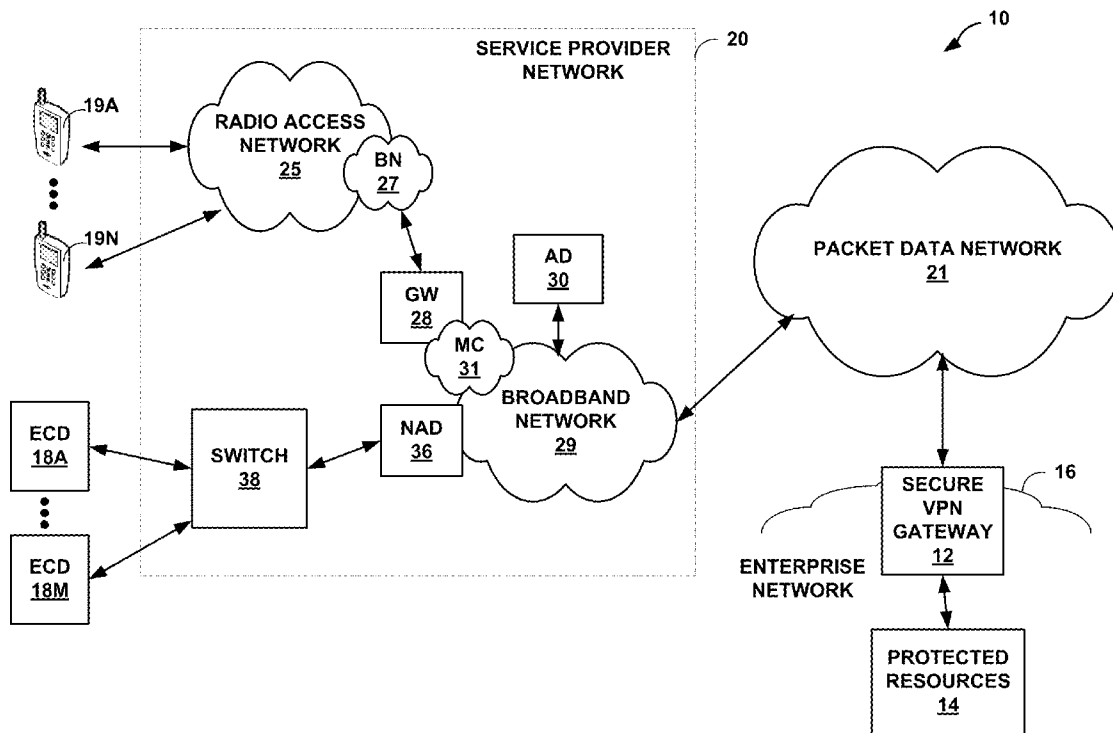 10
SERVICE PROVIDER
NETWORK
20
19A
RADIO ACCESS
NETWORK
25
BN
27
19N
AD
30
PACKET DATA NETWORK
21
GW
28
MC
31
BROADBAND
NETWORK
29
NAD
36
ECD
18A
SWITCH
38
SECURE
VPN
GATEWAY
12
16
ECD
18M
ENTERPRISE
NETWORK
PROTECTED
RESOURCES
14